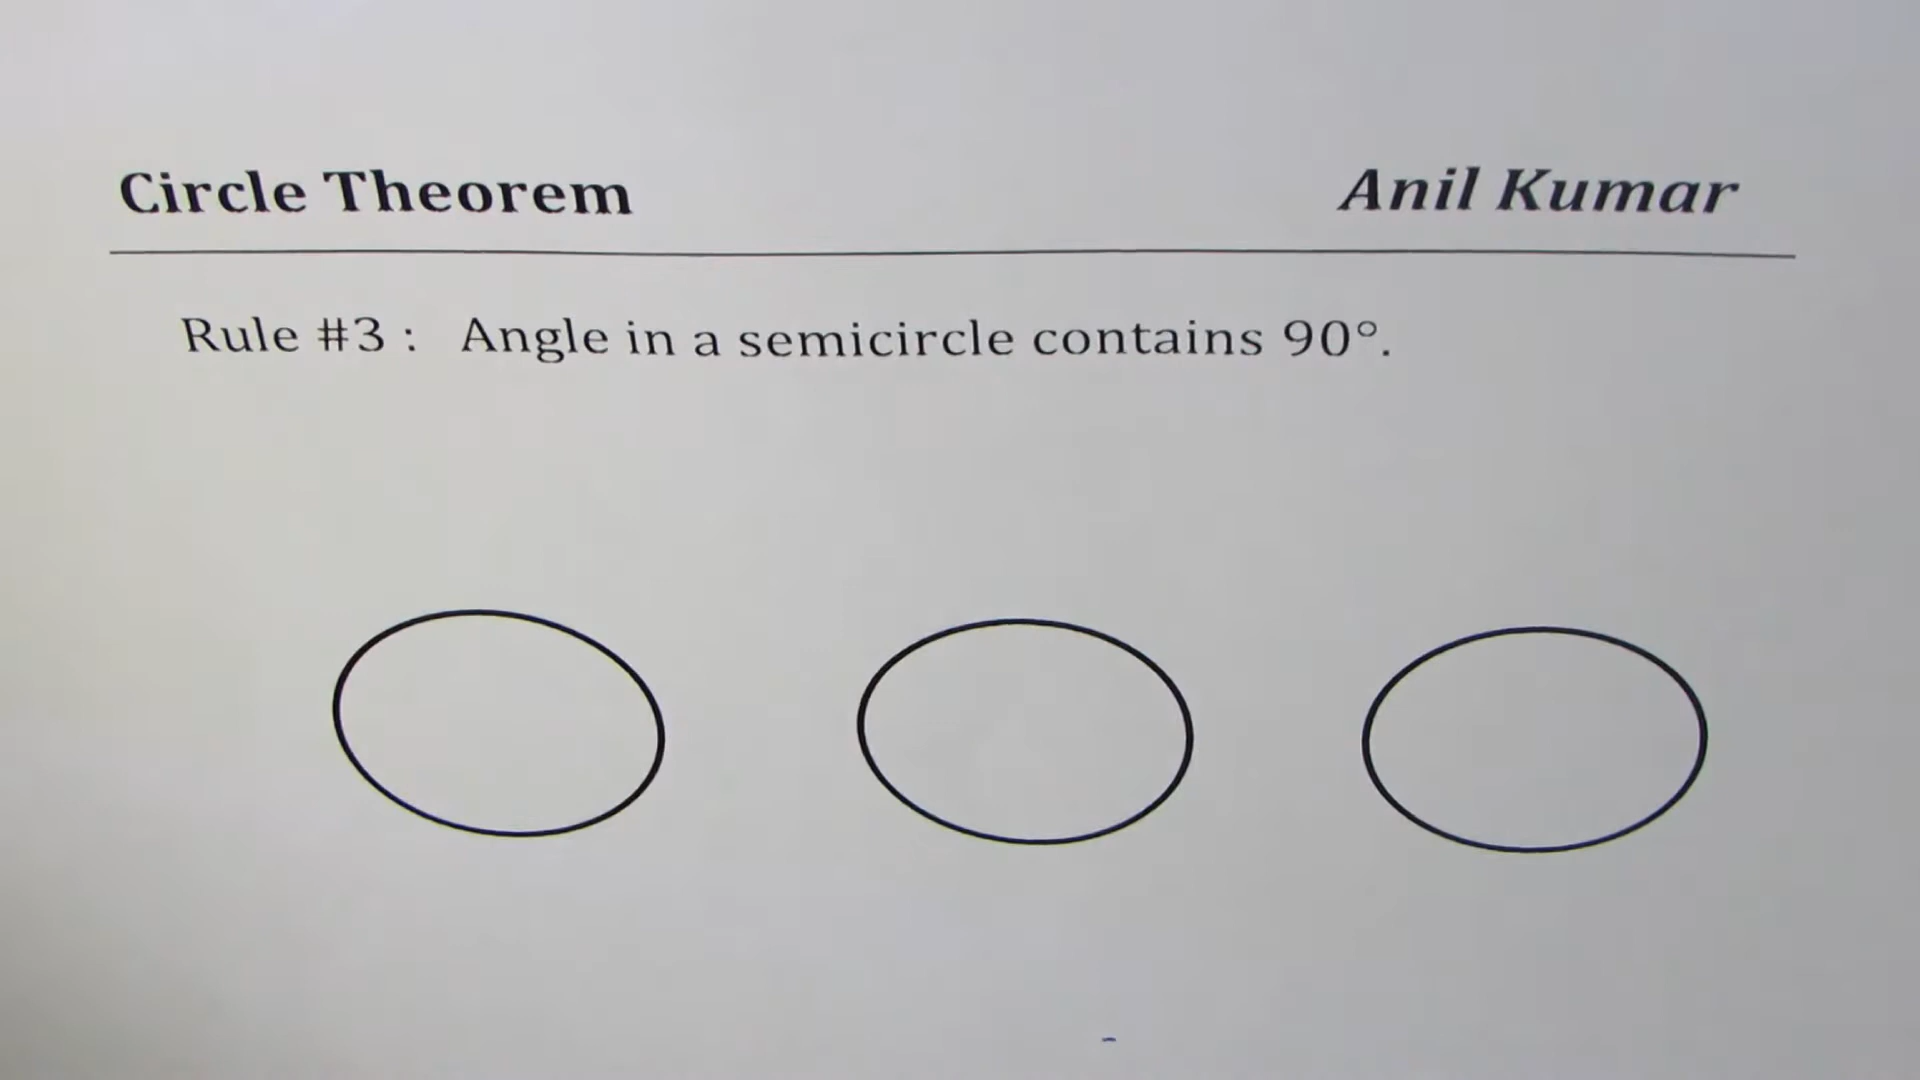 Circle Theorem Anil Kumar
Rule #3 : Angle in a semicircle contains 90°.